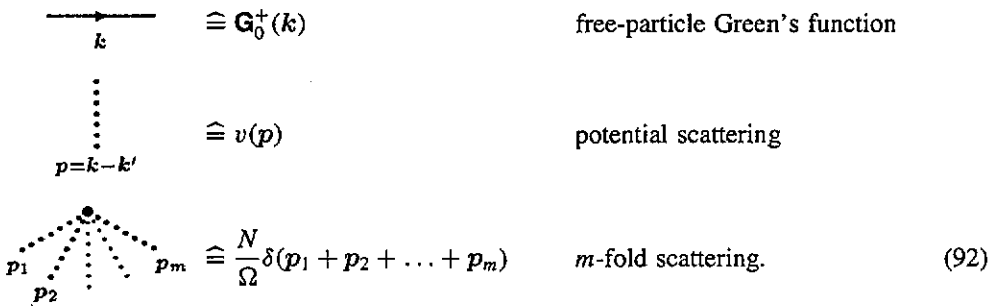 k ≙ G₀⁺(k) free-particle Green's function
p=k−k′ ≙ v(p) potential scattering
p₁ p₂ pₘ ≙ N/Ω δ(p₁ + p₂ + … + pₘ) m-fold scattering. (92)